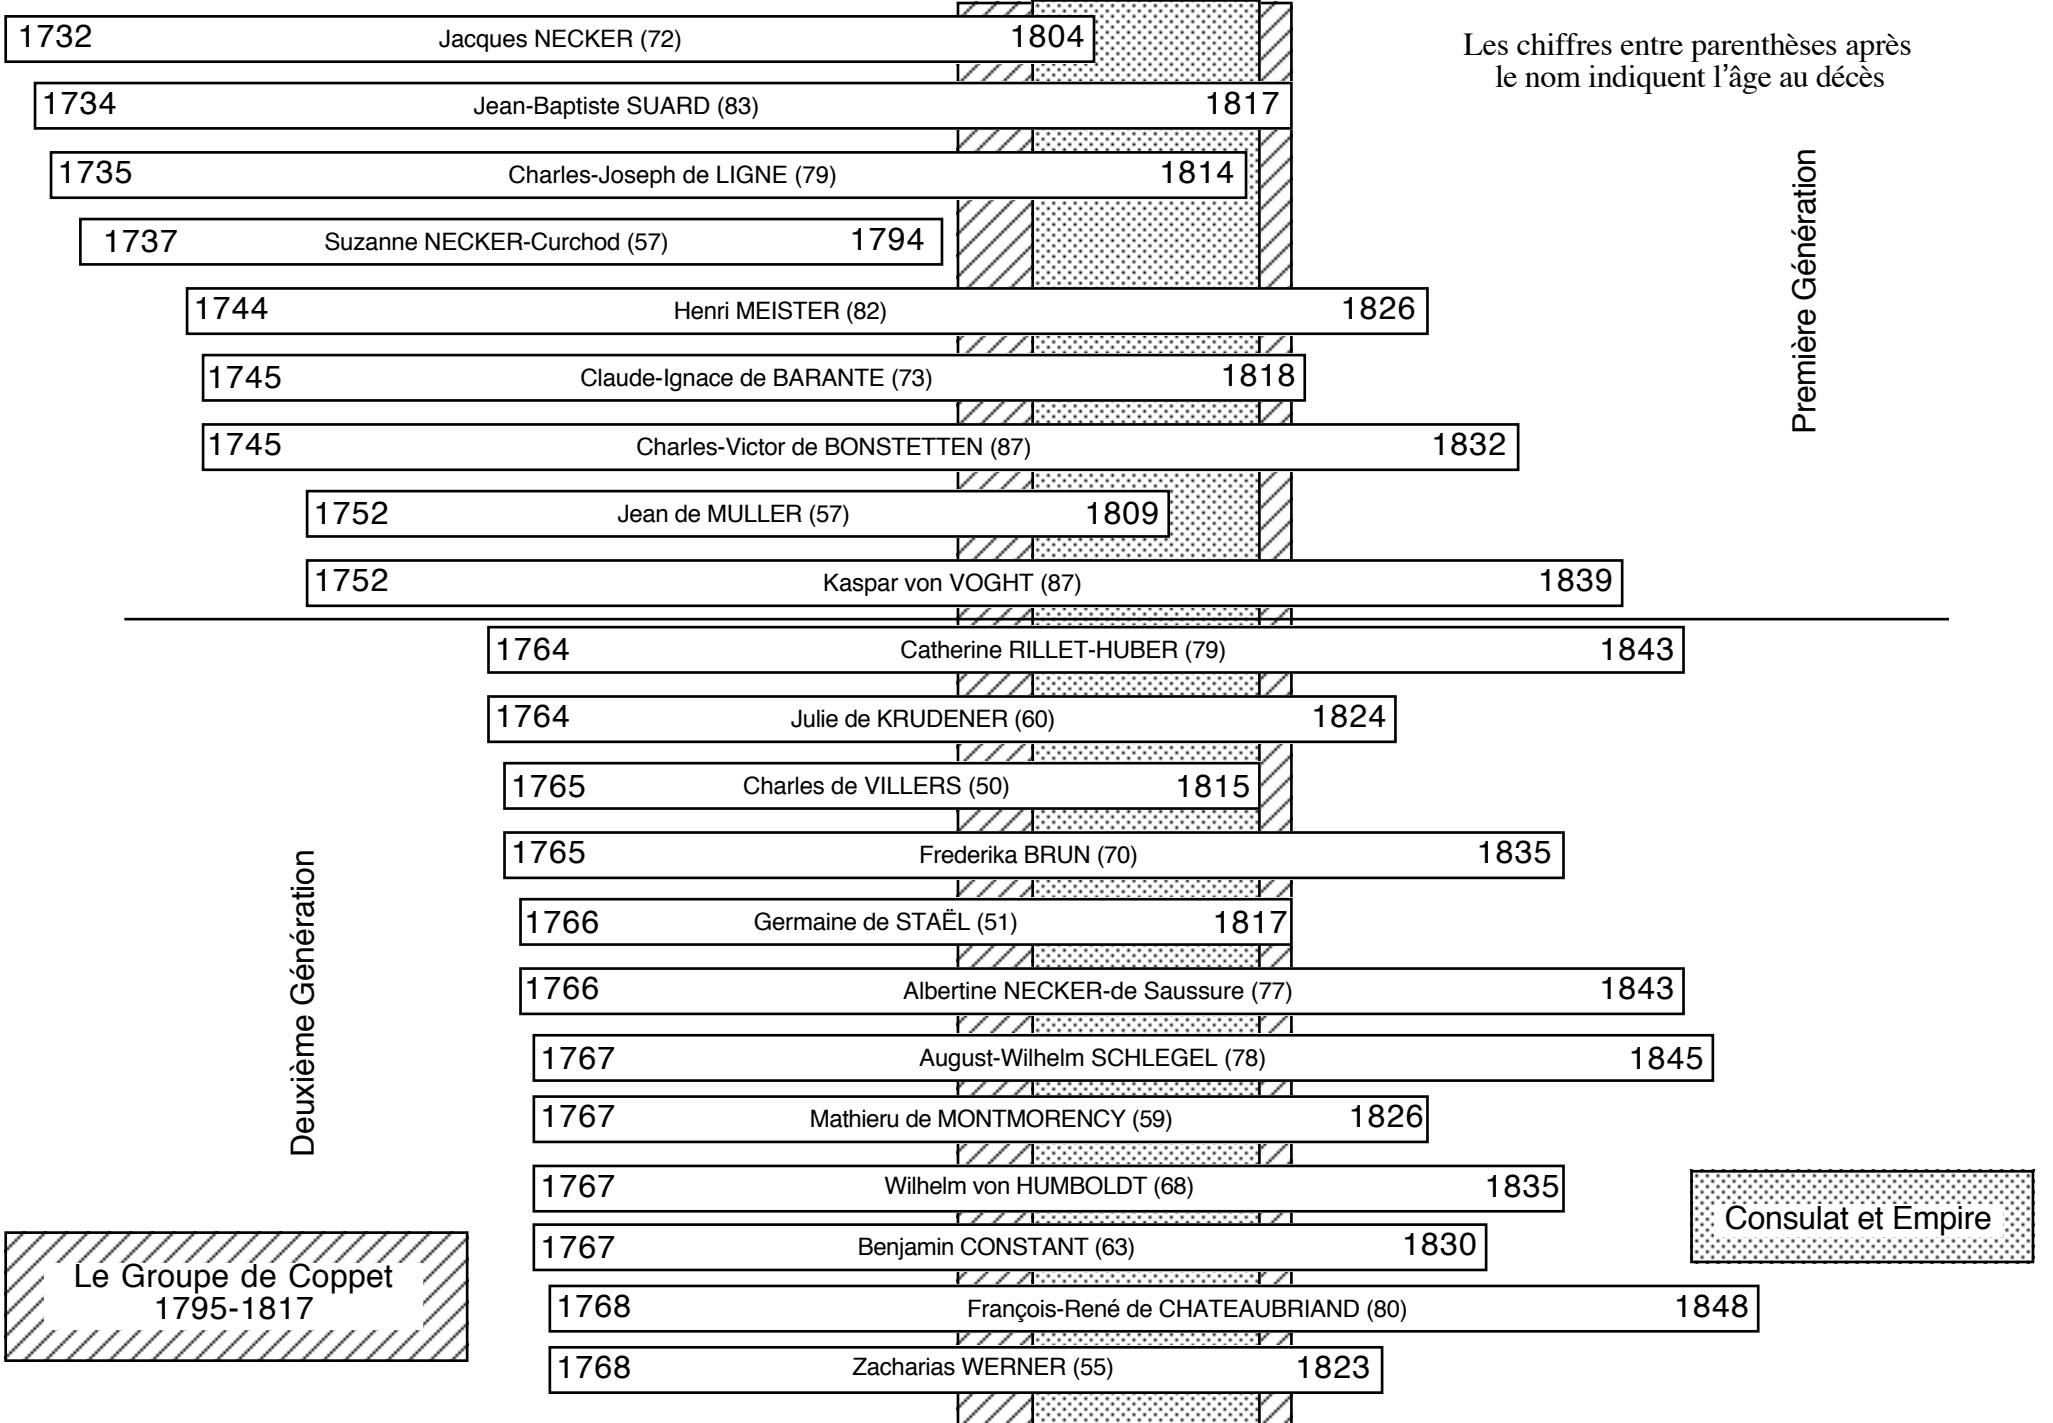 1732 Jacques NECKER (72) 1804
Les chiffres entre parenthèses après
le nom indiquent l'âge au décès
1734 Jean-Baptiste SUARD (83) 1817
1735 Charles-Joseph de LIGNE (79) 1814
1737 Suzanne NECKER-Curchod (57) 1794
1744 Henri MEISTER (82) 1826
1745 Claude-Ignace de BARANTE (73) 1818
1745 Charles-Victor de BONSTETTEN (87) 1832
1752 Jean de MULLER (57) 1809
1752 Kaspar von VOGHT (87) 1839
Première Génération
1764 Catherine RILLET-HUBER (79) 1843
1764 Julie de KRUDENER (60) 1824
1765 Charles de VILLERS (50) 1815
1765 Frederika BRUN (70) 1835
1766 Germaine de STAËL (51) 1817
1766 Albertine NECKER-de Saussure (77) 1843
1767 August-Wilhelm SCHLEGEL (78) 1845
1767 Mathieru de MONTMORENCY (59) 1826
1767 Wilhelm von HUMBOLDT (68) 1835
1767 Benjamin CONSTANT (63) 1830
1768 François-René de CHATEAUBRIAND (80) 1848
1768 Zacharias WERNER (55) 1823
Deuxième Génération
Le Groupe de Coppet
1795-1817
Consulat et Empire